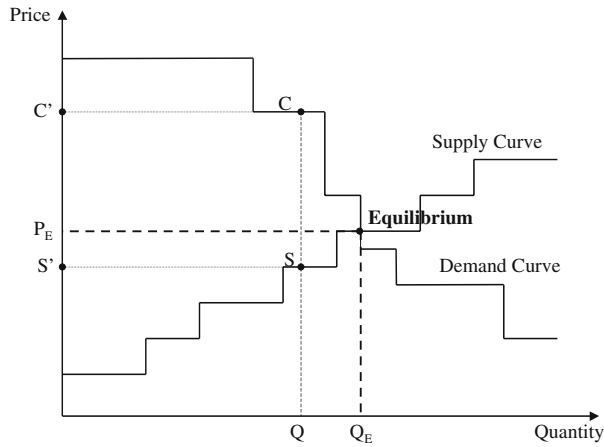 Price
C’
C
Supply Curve
Equilibrium
P_E
S’
S
Demand Curve
Q
Q_E
Quantity